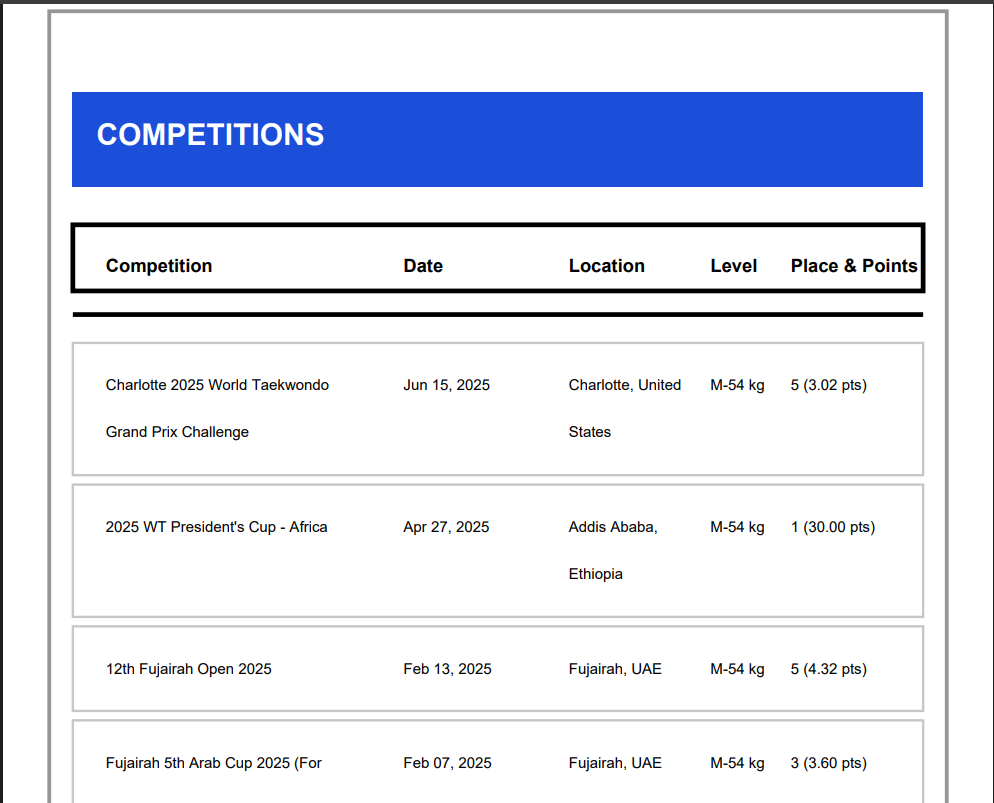 COMPETITIONS
Competition Date Location Level Place & Points
Charlotte 2025 World Taekwondo Jun 15, 2025 Charlotte, United M-54 kg 5 (3.02 pts)
Grand Prix Challenge States
2025 WT President's Cup - Africa Apr 27, 2025 Addis Ababa, M-54 kg 1 (30.00 pts)
Ethiopia
12th Fujairah Open 2025 Feb 13, 2025 Fujairah, UAE M-54 kg 5 (4.32 pts)
Fujairah 5th Arab Cup 2025 (For Feb 07, 2025 Fujairah, UAE M-54 kg 3 (3.60 pts)